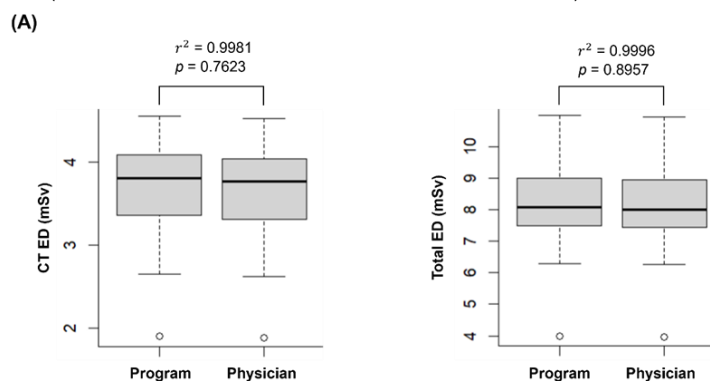 (A)
r² = 0.9981
p = 0.7623
CT ED (mSv)
4
3
2
Program Physician
r² = 0.9996
p = 0.8957
Total ED (mSv)
10
9
8
7
6
5
4
Program Physician